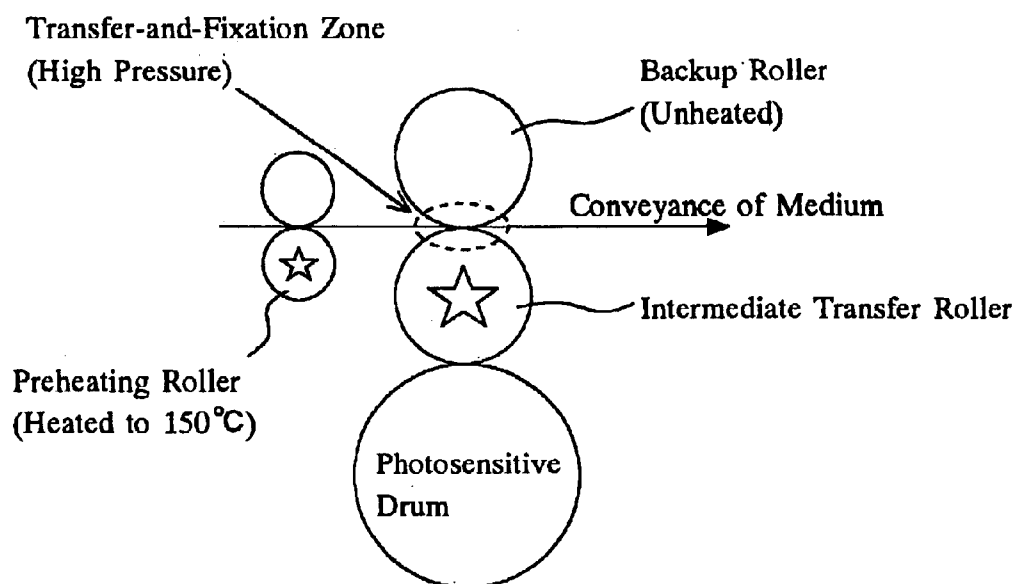 Transfer-and-Fixation Zone
(High Pressure)
Backup Roller
(Unheated)
Conveyance of Medium
Intermediate Transfer Roller
Preheating Roller
(Heated to 150℃)
Photosensitive
Drum